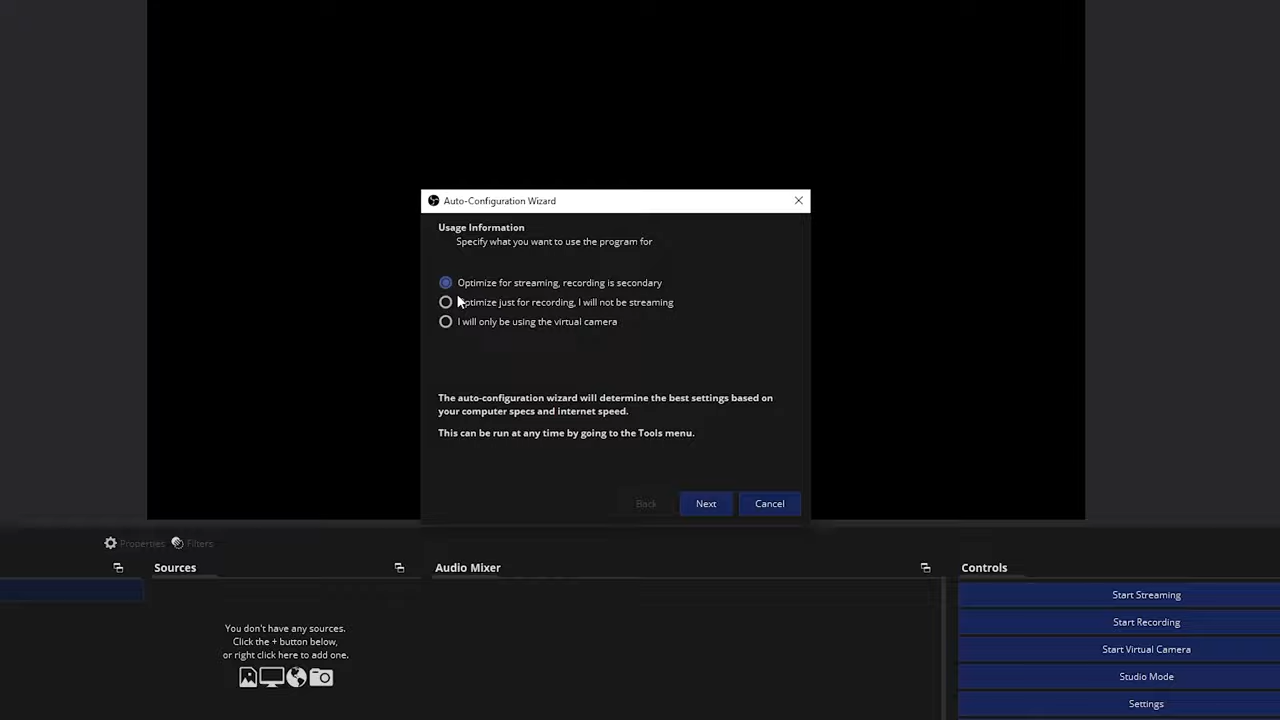 Auto-Configuration Wizard
Usage Information
Specify what you want to use the program for
Optimize for streaming, recording is secondary
Optimize just for recording, I will not be streaming
I will only be using the virtual camera
The auto-configuration wizard will determine the best settings based on
your computer specs and internet speed.
This can be run at any time by going to the Tools menu.
Back
Next
Cancel
Properties
Filters
Sources
Audio Mixer
Controls
You don't have any sources.
Click the + button below,
or right click here to add one.
Start Streaming
Start Recording
Start Virtual Camera
Studio Mode
Settings